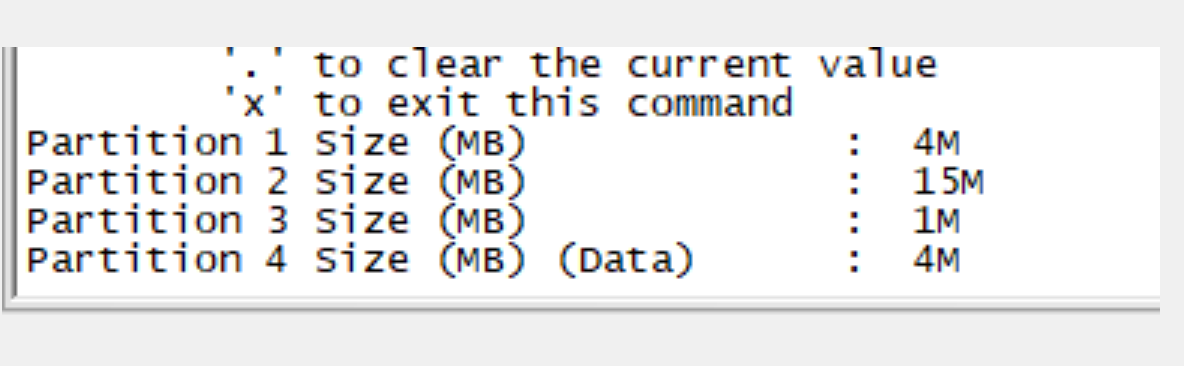 '.' to clear the current value
'x' to exit this command
Partition 1 Size (MB) : 4M
Partition 2 Size (MB) : 15M
Partition 3 Size (MB) : 1M
Partition 4 Size (MB) (Data) : 4M